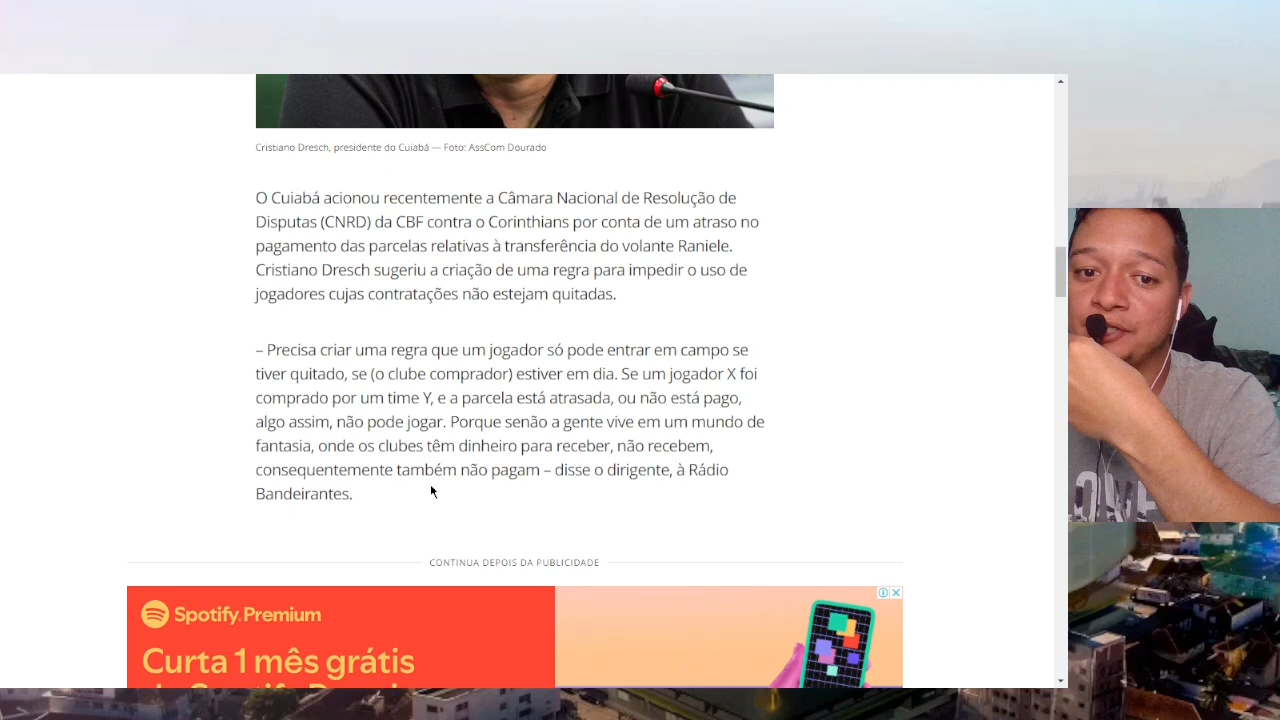 Cristiano Dresch, presidente do Cuiabá — Foto: AssCom Dourado
O Cuiabá acionou recentemente a Câmara Nacional de Resolução de
Disputas (CNRD) da CBF contra o Corinthians por conta de um atraso no
pagamento das parcelas relativas à transferência do volante Raniele.
Cristiano Dresch sugeriu a criação de uma regra para impedir o uso de
jogadores cujas contratações não estejam quitadas.
– Precisa criar uma regra que um jogador só pode entrar em campo se
tiver quitado, se (o clube comprador) estiver em dia. Se um jogador X foi
comprado por um time Y, e a parcela está atrasada, ou não está pago,
algo assim, não pode jogar. Porque senão a gente vive em um mundo de
fantasia, onde os clubes têm dinheiro para receber, não recebem,
consequentemente também não pagam – disse o dirigente, à Rádio
Bandeirantes.
CONTINUA DEPOIS DA PUBLICIDADE
Spotify Premium
Curta 1 mês grátis